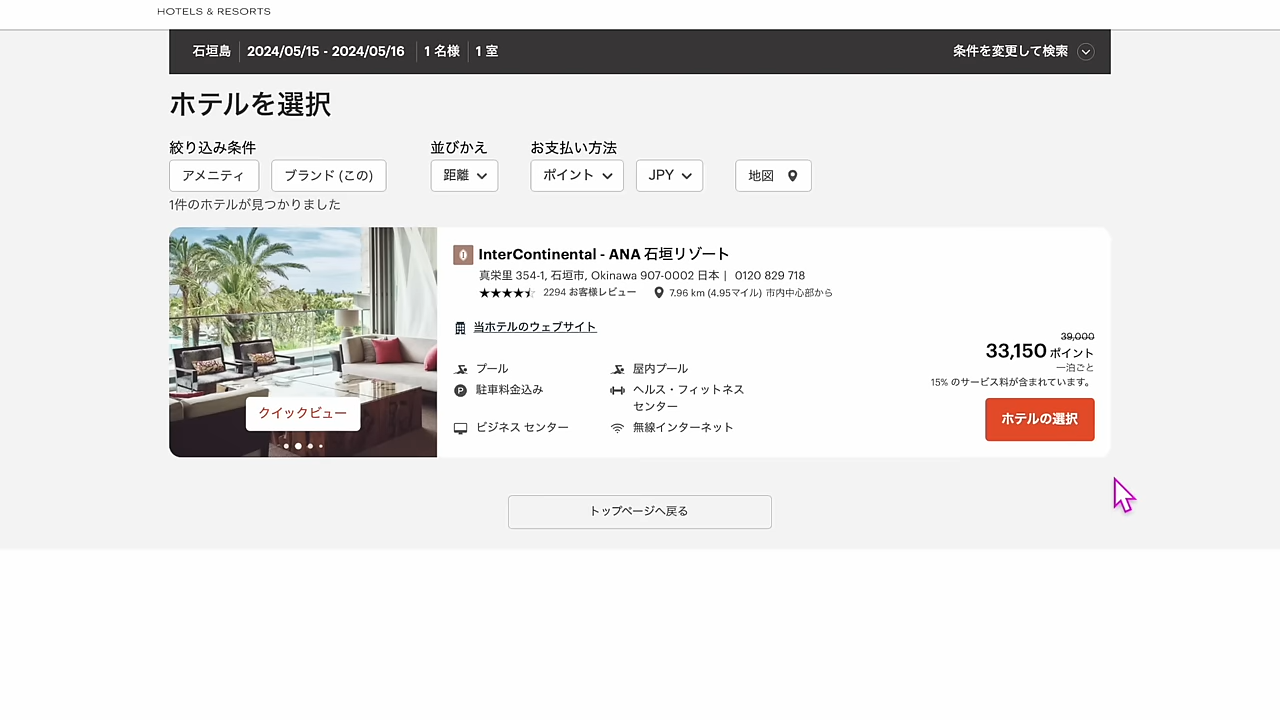 HOTELS & RESORTS
石垣島 2024/05/15 - 2024/05/16 1 名様 1 室 条件を変更して検索
ホテルを選択
絞り込み条件 並びかえ お支払い方法
アメニティ ブランド (この) 距離 ポイント JPY 地図
1件のホテルが見つかりました
InterContinental - ANA 石垣リゾート
真栄里 354-1, 石垣市, Okinawa 907-0002 日本 | 0120 829 718
2294 お客様レビュー 7.96 km (4.95マイル) 市内中心部から
当ホテルのウェブサイト
39,000
33,150 ポイント
一泊ごと
15% のサービス料が含まれています。
プール 屋内プール
駐車料金込み ヘルス・フィットネス
センター
ビジネス センター 無線インターネット
クイックビュー
ホテルの選択
トップページへ戻る